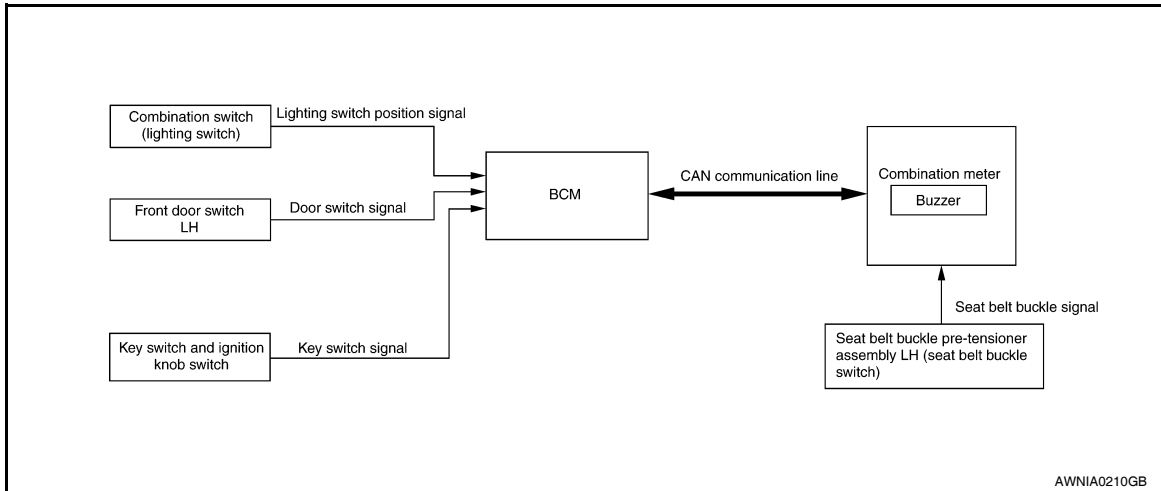 Combination switch
(lighting switch)
Lighting switch position signal
Front door switch
LH
Door switch signal
Key switch and ignition
knob switch
Key switch signal
BCM
CAN communication line
Combination meter
Buzzer
Seat belt buckle signal
Seat belt buckle pre-tensioner
assembly LH (seat belt buckle
switch)
AWNIA0210GB